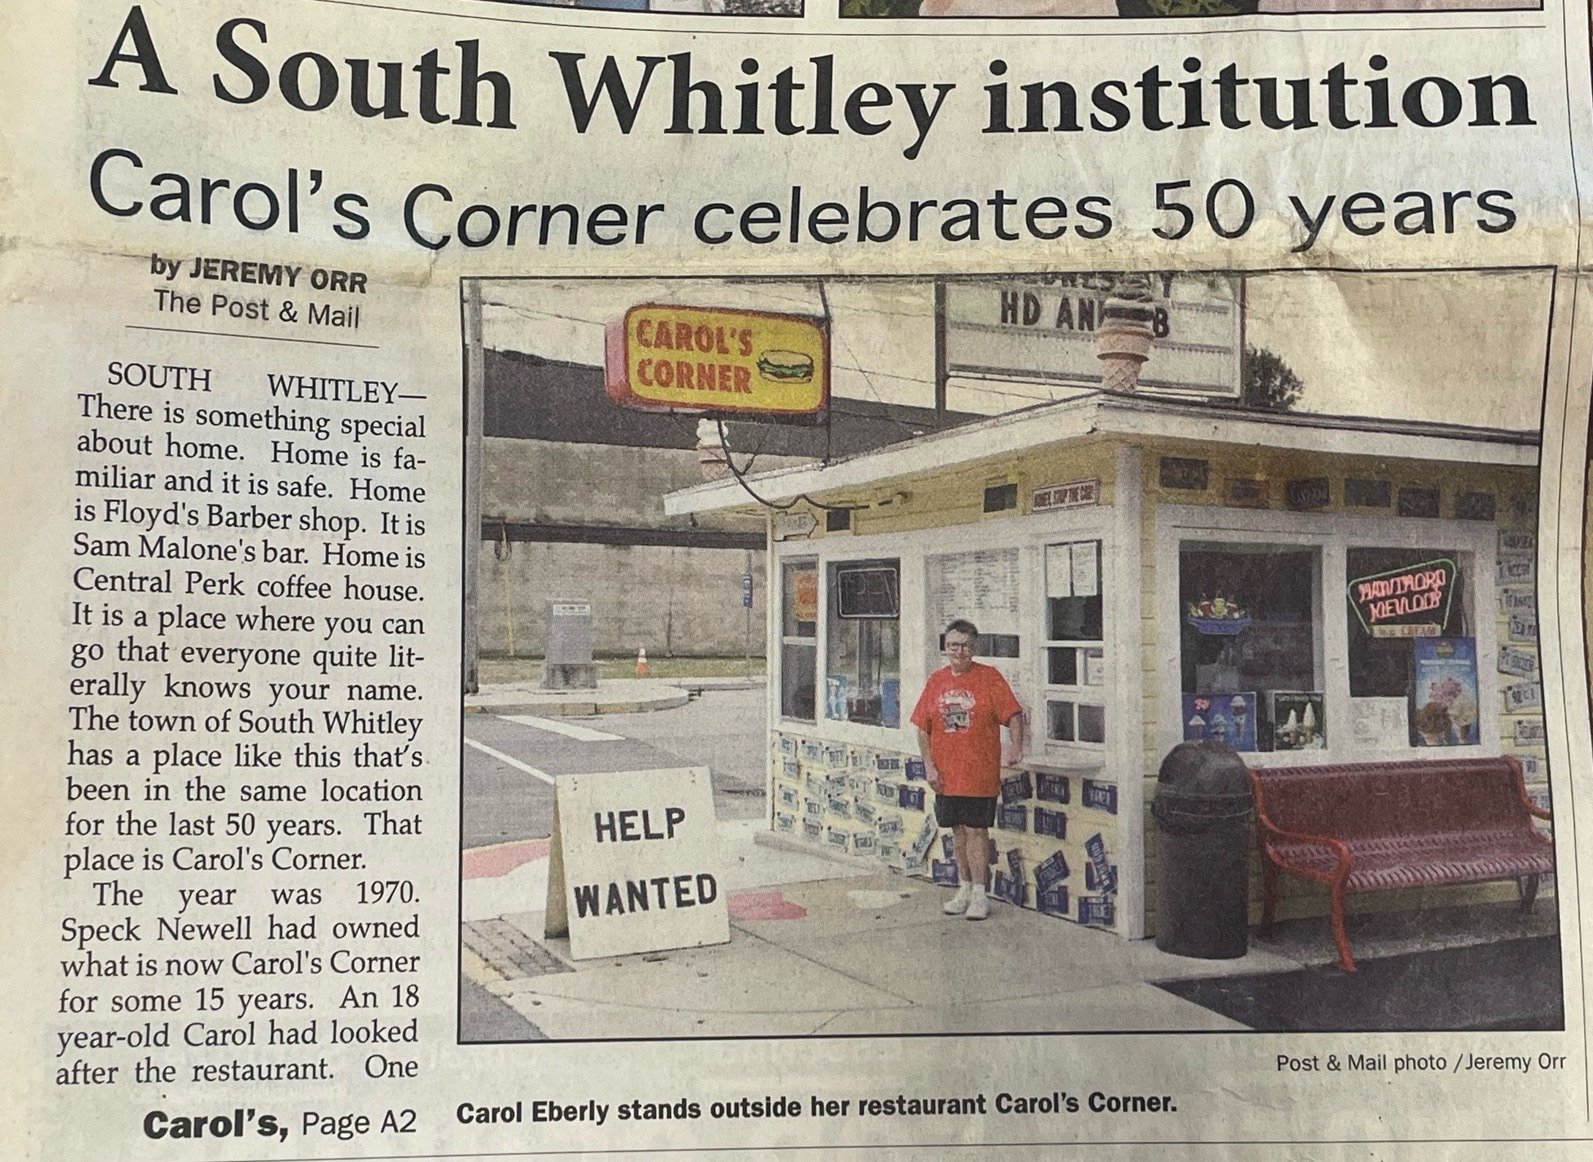 A South Whitley institution
Carol's Corner celebrates 50 years
by JEREMY ORR
The Post & Mail
SOUTH WHITLEY—
There is something special
about home. Home is fa-
miliar and it is safe. Home
is Floyd's Barber shop. It is
Sam Malone's bar. Home is
Central Perk coffee house.
It is a place where you can
go that everyone quite lit-
erally knows your name.
The town of South Whitley
has a place like this that's
been in the same location
for the last 50 years. That
place is Carol's Corner.
The year was 1970.
Speck Newell had owned
what is now Carol's Corner
for some 15 years. An 18
year-old Carol had looked
after the restaurant. One
Carol's, Page A2
CAROL'S
CORNER
HD AN B
HELP
WANTED
Post & Mail photo /Jeremy Orr
Carol Eberly stands outside her restaurant Carol's Corner.